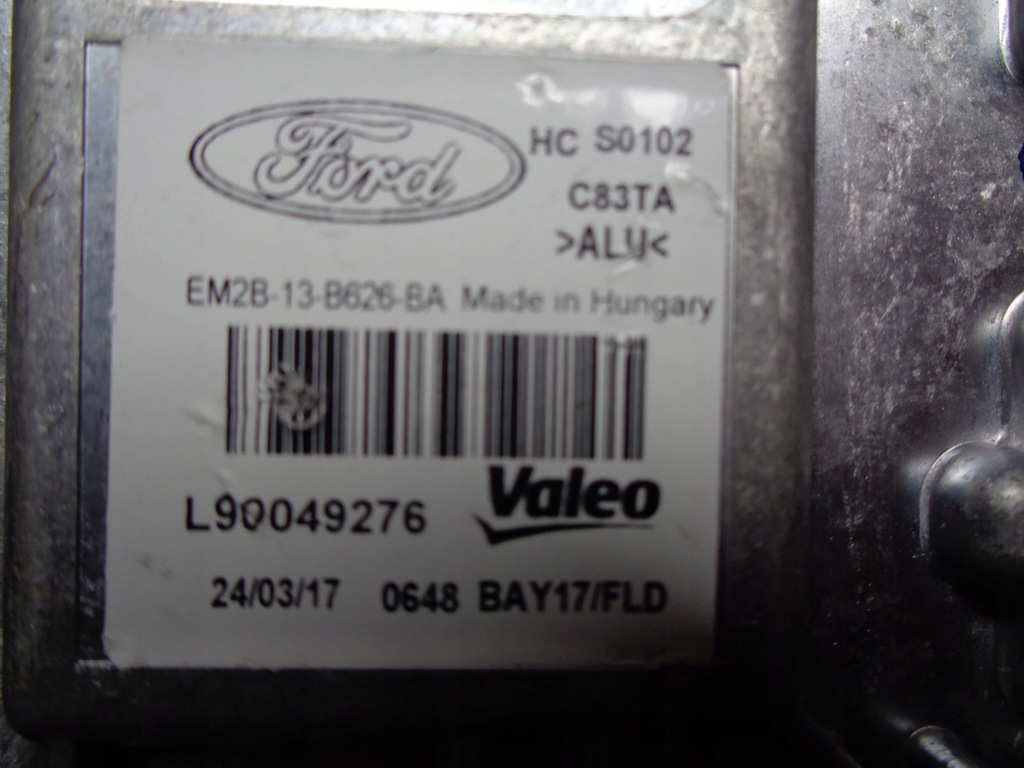 Ford
HC S0102
C83TA
>ALU<
EM2B-13-B626-BA Made in Hungary
L90049276
Valeo
24/03/17 0648 BAY17/FLD